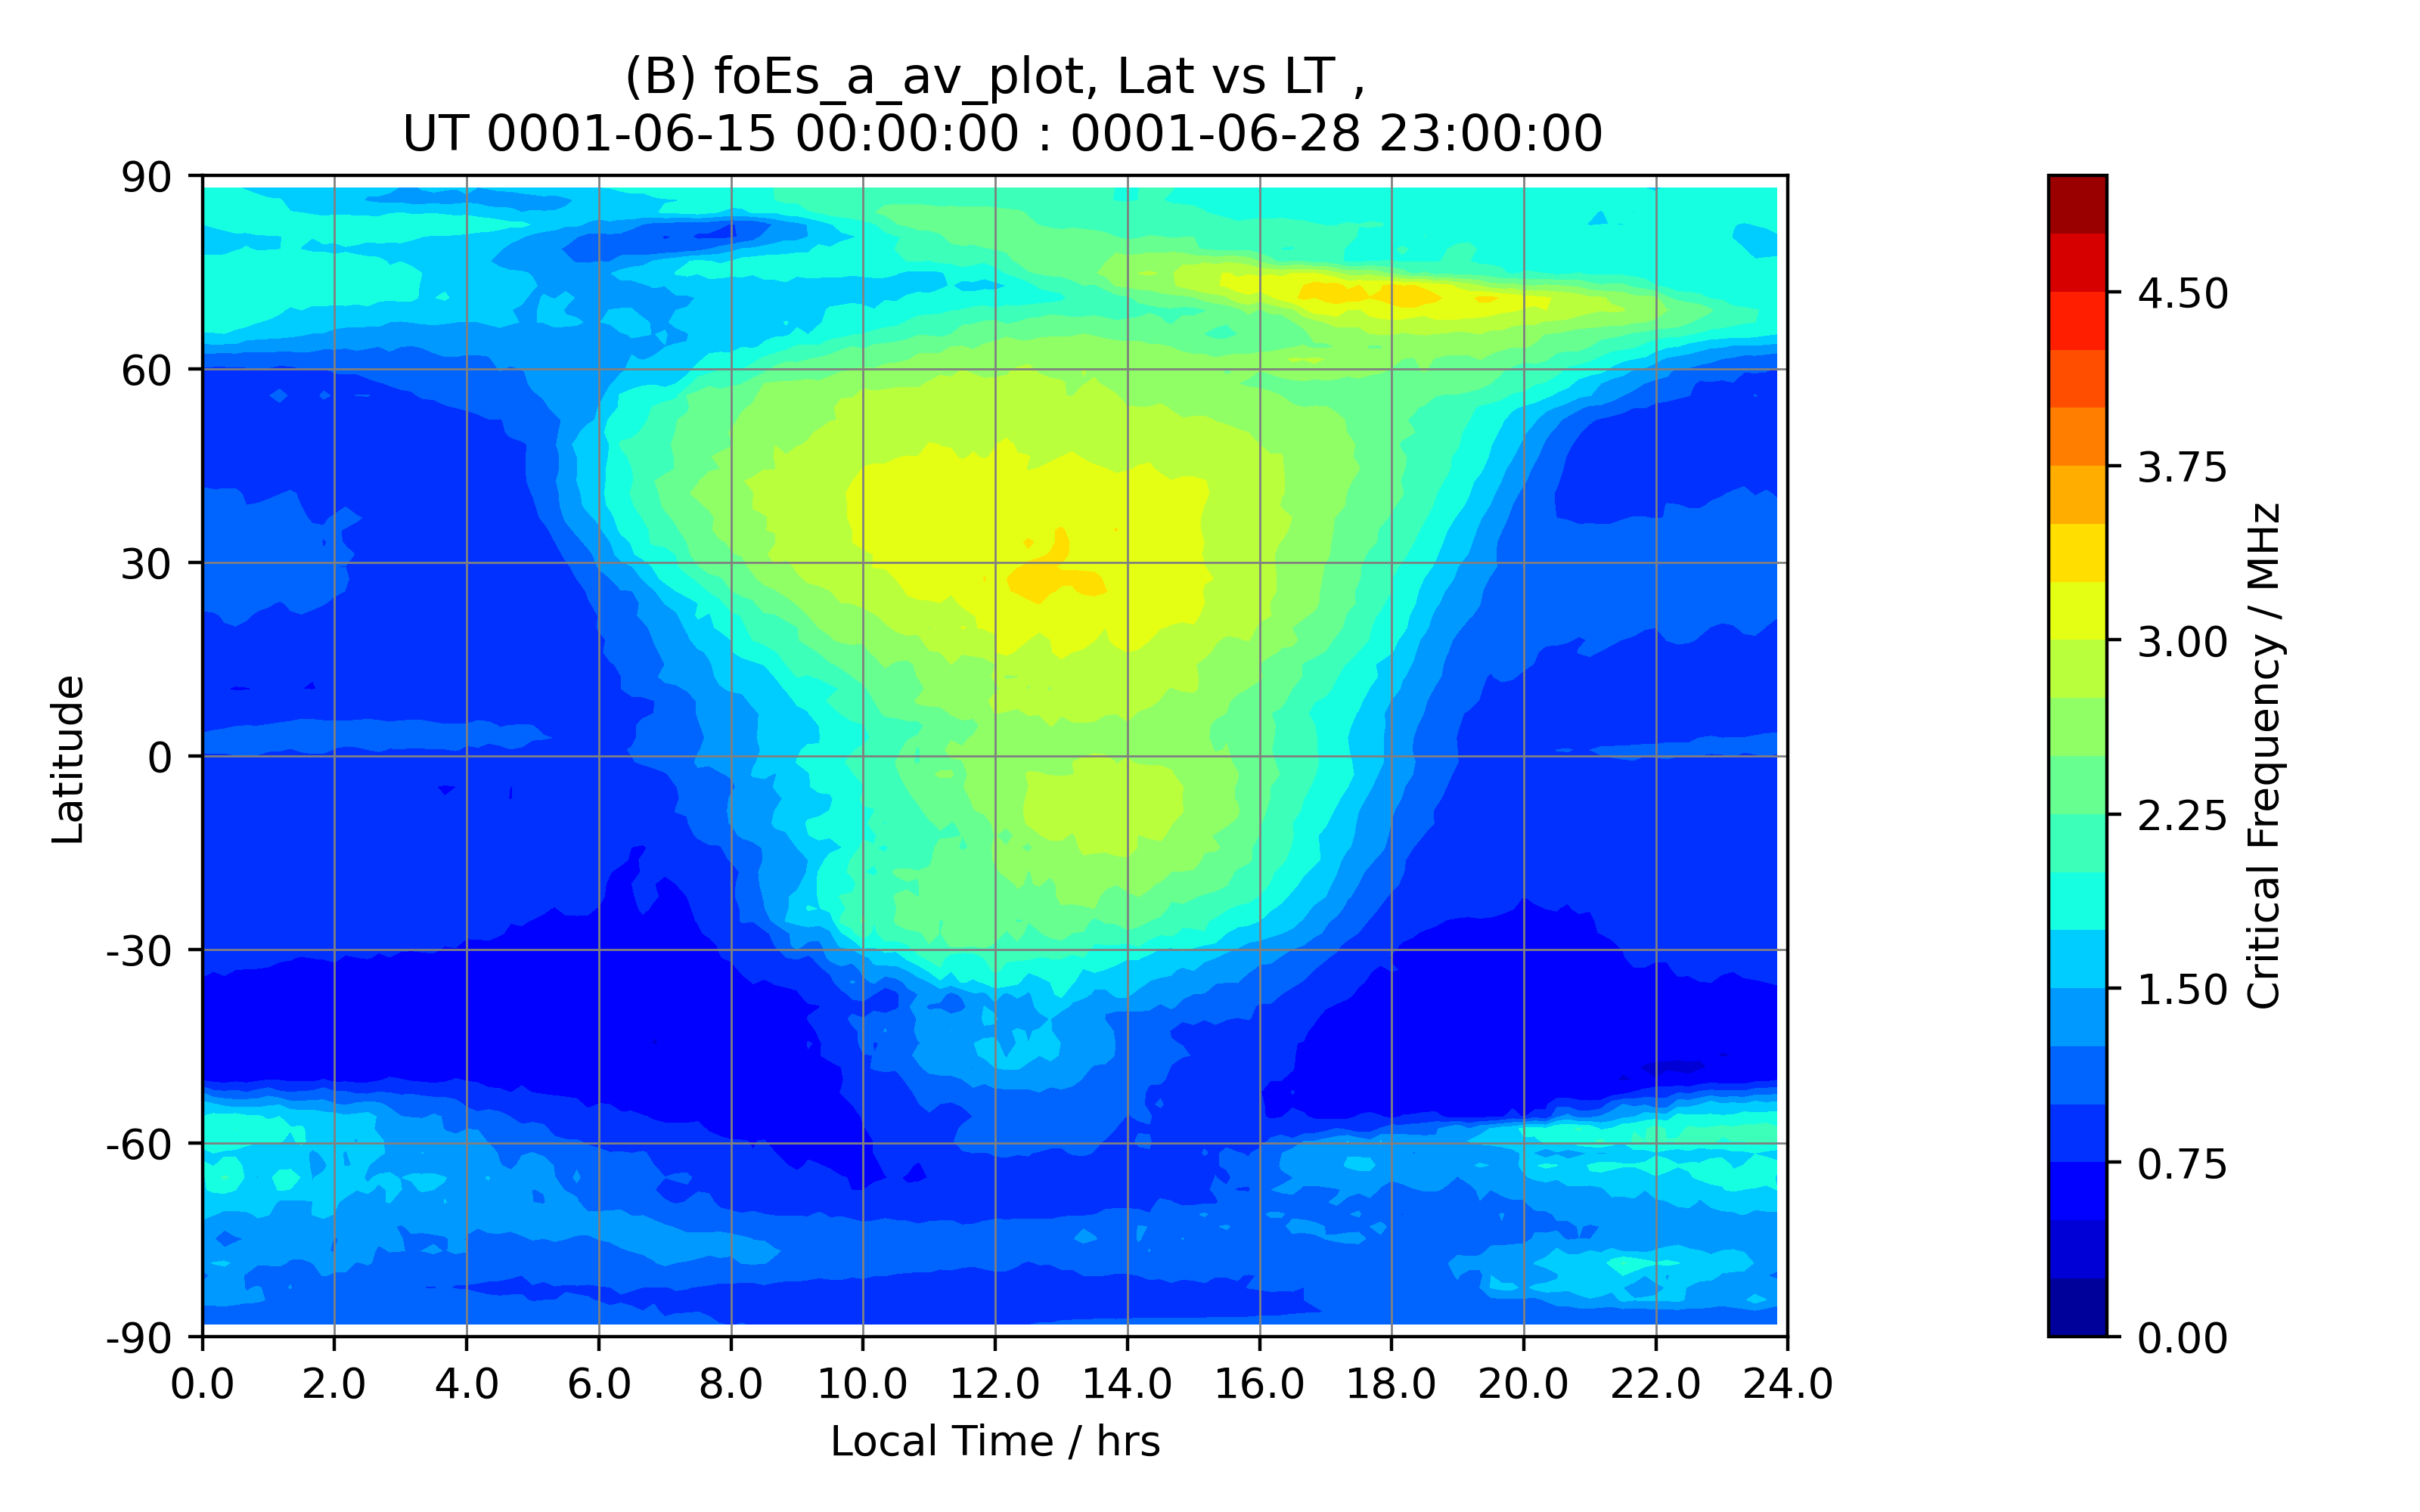 (B) foEs_a_av_plot, Lat vs LT ,
UT 0001-06-15 00:00:00 : 0001-06-28 23:00:00
90
60
30
0
-30
-60
-90
Latitude
0.0 2.0 4.0 6.0 8.0 10.0 12.0 14.0 16.0 18.0 20.0 22.0 24.0
Local Time / hrs
4.50
3.75
3.00
2.25
1.50
0.75
0.00
Critical Frequency / MHz